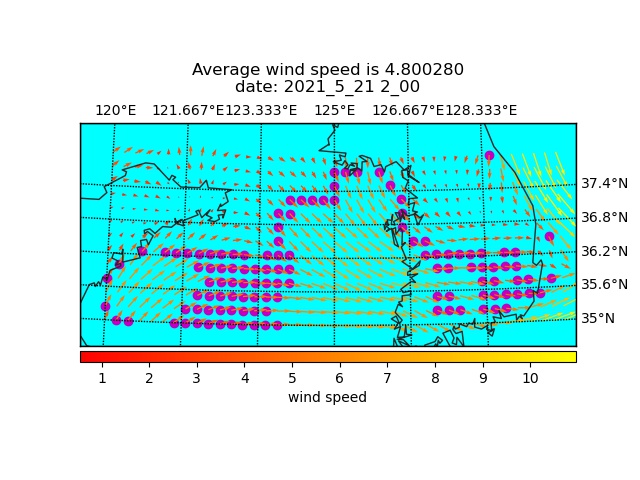 Average wind speed is 4.800280
date: 2021_5_21 2_00
120°E 121.667°E 123.333°E 125°E 126.667°E 128.333°E
37.4°N
36.8°N
36.2°N
35.6°N
35°N
1 2 3 4 5 6 7 8 9 10
wind speed